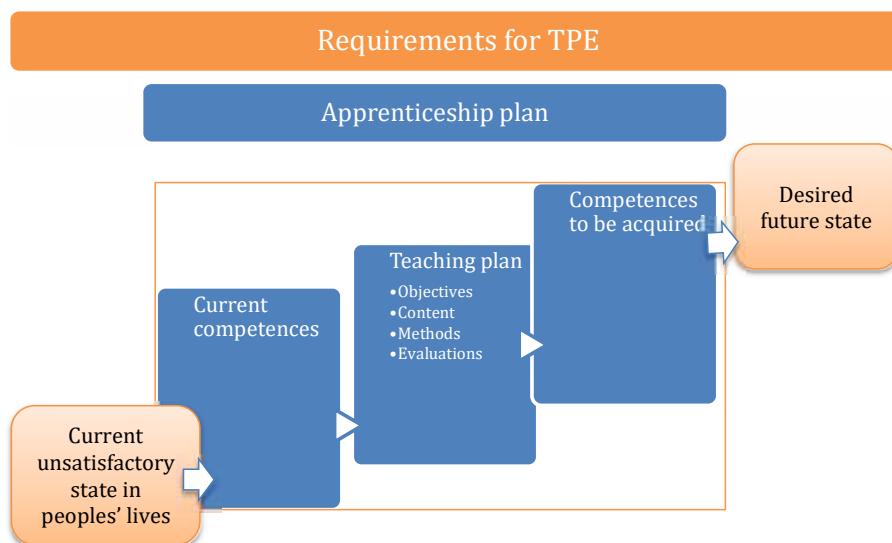 Requirements for TPE
Apprenticeship plan
Current
unsatisfactory
state in
peoples' lives
Current
competences
Teaching plan
•Objectives
•Content
•Methods
•Evaluations
Competences
to be acquired
Desired
future state